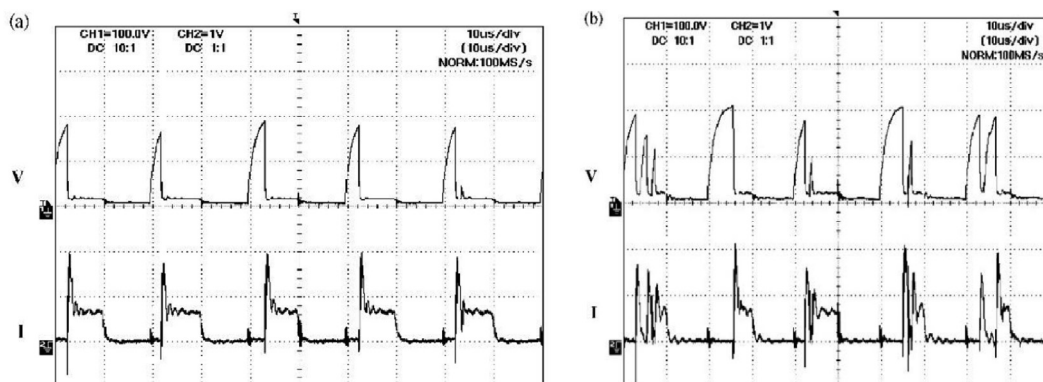 (a)
T
CH1=100.0V CH2=1V 10us/div
DC 10:1 DC 1:1 (10us/div)
NORM:100MS/s
V
I
(b)
CH1=100.0V CH2=1V 10us/div
DC 10:1 DC 1:1 (10us/div)
NORM:100MS/s
V
I